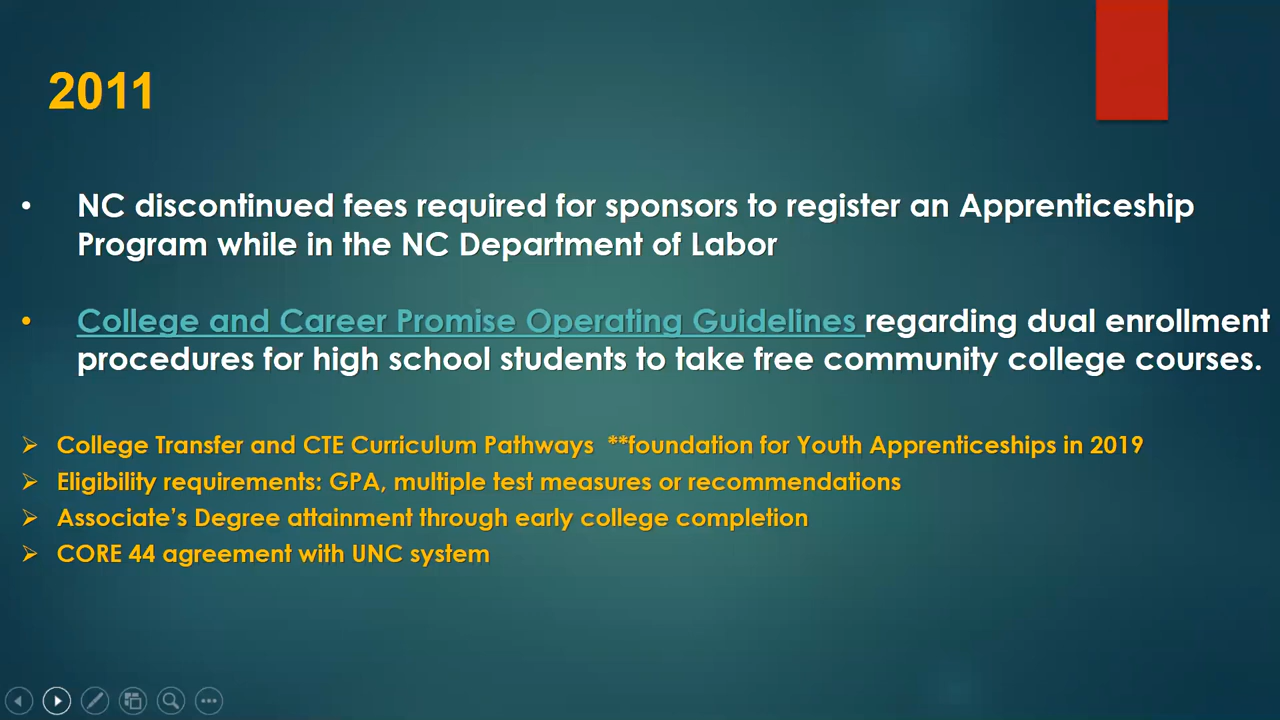 2011
• NC discontinued fees required for sponsors to register an Apprenticeship
Program while in the NC Department of Labor
• College and Career Promise Operating Guidelines regarding dual enrollment
procedures for high school students to take free community college courses.
➢ College Transfer and CTE Curriculum Pathways **foundation for Youth Apprenticeships in 2019
➢ Eligibility requirements: GPA, multiple test measures or recommendations
➢ Associate’s Degree attainment through early college completion
➢ CORE 44 agreement with UNC system